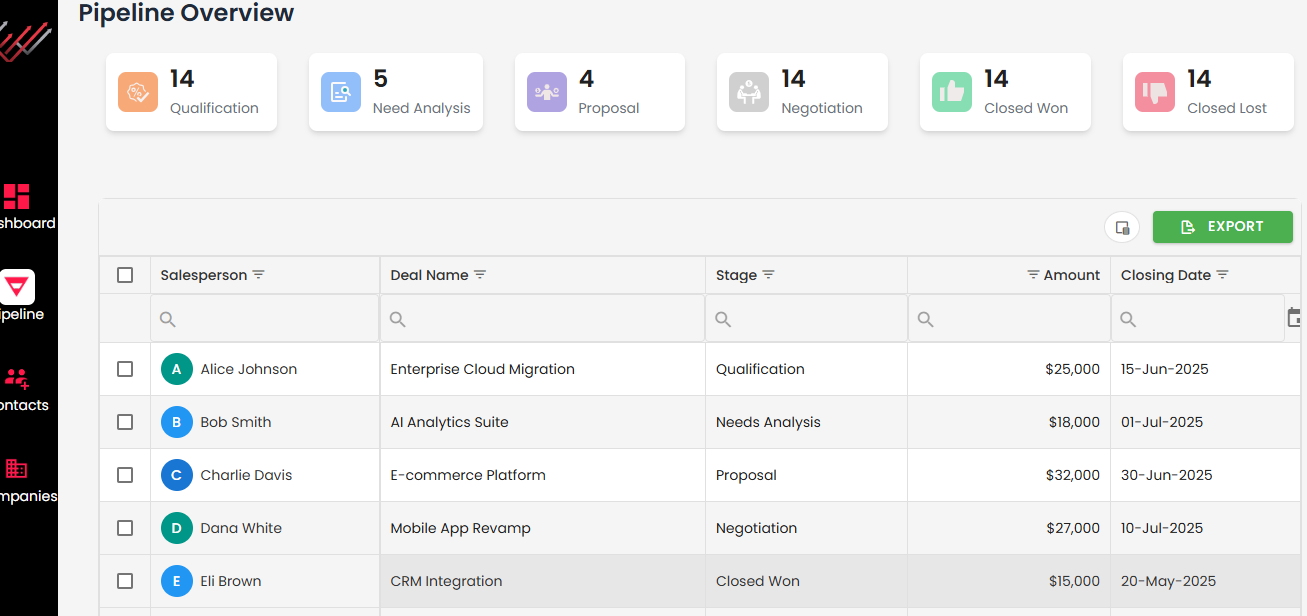 Pipeline Overview
14
Qualification
5
Need Analysis
4
Proposal
14
Negotiation
14
Closed Won
14
Closed Lost
shboard
ipeline
ontacts
mpanies
EXPORT
Salesperson Deal Name Stage Amount Closing Date
A Alice Johnson Enterprise Cloud Migration Qualification $25,000 15-Jun-2025
B Bob Smith AI Analytics Suite Needs Analysis $18,000 01-Jul-2025
C Charlie Davis E-commerce Platform Proposal $32,000 30-Jun-2025
D Dana White Mobile App Revamp Negotiation $27,000 10-Jul-2025
E Eli Brown CRM Integration Closed Won $15,000 20-May-2025